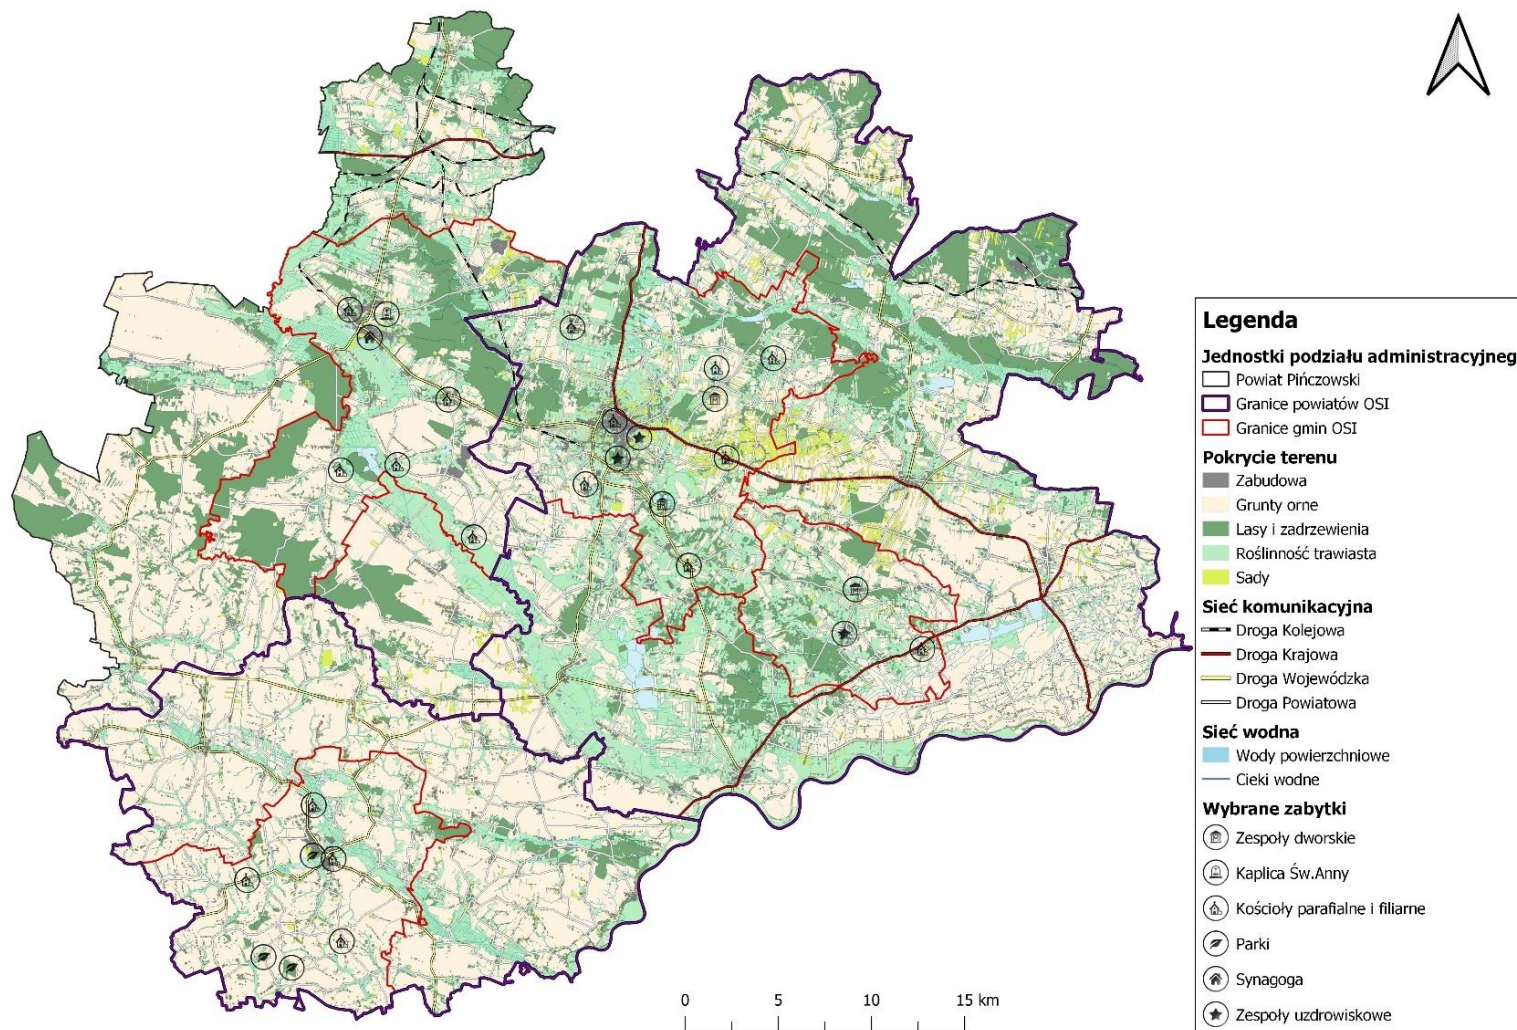 Legenda
Jednostki podziału administracyjneg
Powiat Pińczowski
Granice powiatów OSI
Granice gmin OSI
Pokrycie terenu
Zabudowa
Grunty orne
Lasy i zadrzewienia
Roślinność trawiasta
Sady
Sieć komunikacyjna
Droga Kolejowa
Droga Krajowa
Droga Wojewódzka
Droga Powiatowa
Sieć wodna
Wody powierzchniowe
Cieki wodne
Wybrane zabytki
Zespoły dworskie
Kaplica Św.Anny
Kościoły parafialne i filiarne
Parki
Synagoga
Zespoły uzdrowiskowe
0 5 10 15 km